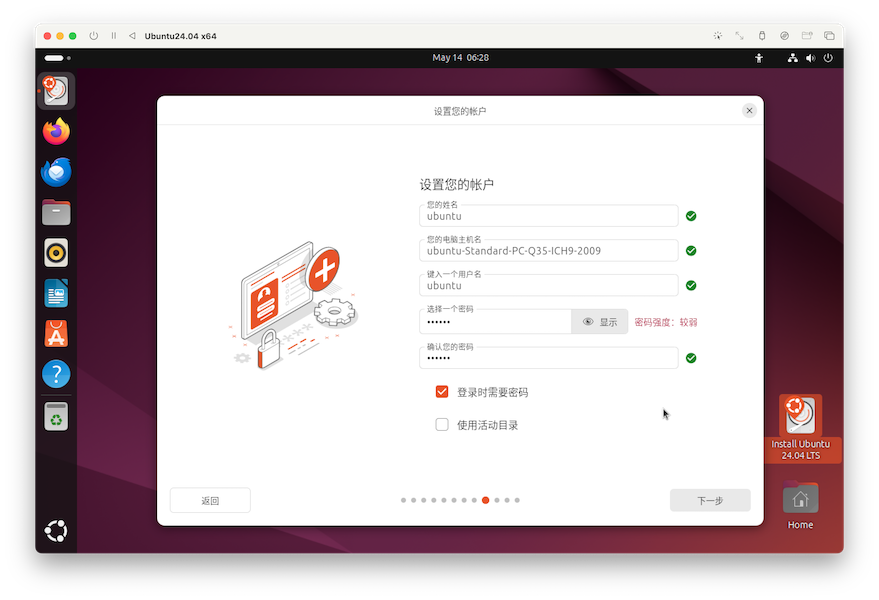 Ubuntu24.04 x64
May 14 06:28
设置您的帐户
设置您的帐户
您的姓名
ubuntu
您的电脑主机名
ubuntu-Standard-PC-Q35-ICH9-2009
键入一个用户名
ubuntu
选择一个密码
••••••
显示
密码强度：较弱
确认您的密码
••••••
登录时需要密码
使用活动目录
返回
下一步
Install Ubuntu
24.04 LTS
Home